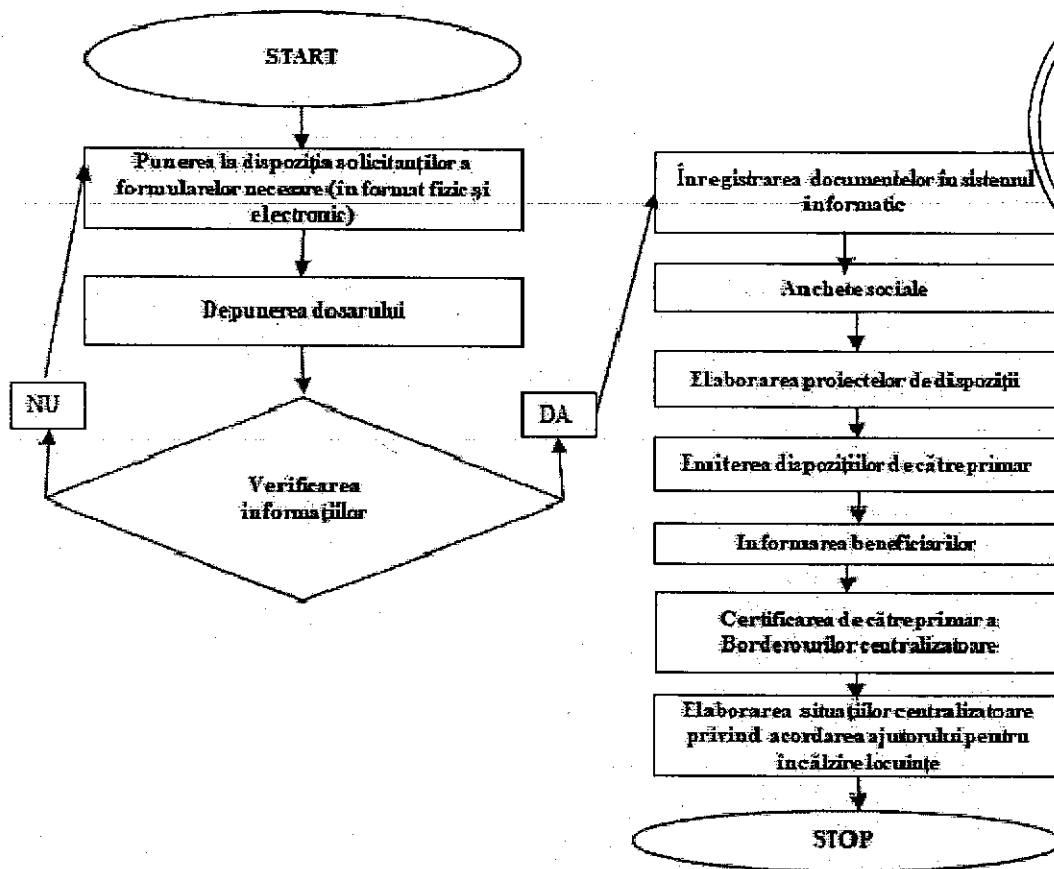 START
Punerea la dispoziția solicitanților a
formularelor necesare (în format fizic și
electronic)
Depunerea dosarului
NU
DA
Verificarea
informațiilor
Înregistrarea documentelor în sistemul
informatic
Anchete sociale
Elaborarea proiectelor de dispoziții
Emiterea dispozițiilor de către primar
Informarea beneficiarilor
Certificarea de către primar a
Borderourilor centralizatoare
Elaborarea situațiilor centralizatoare
privind acordarea ajutorului pentru
încălzire locuințe
STOP